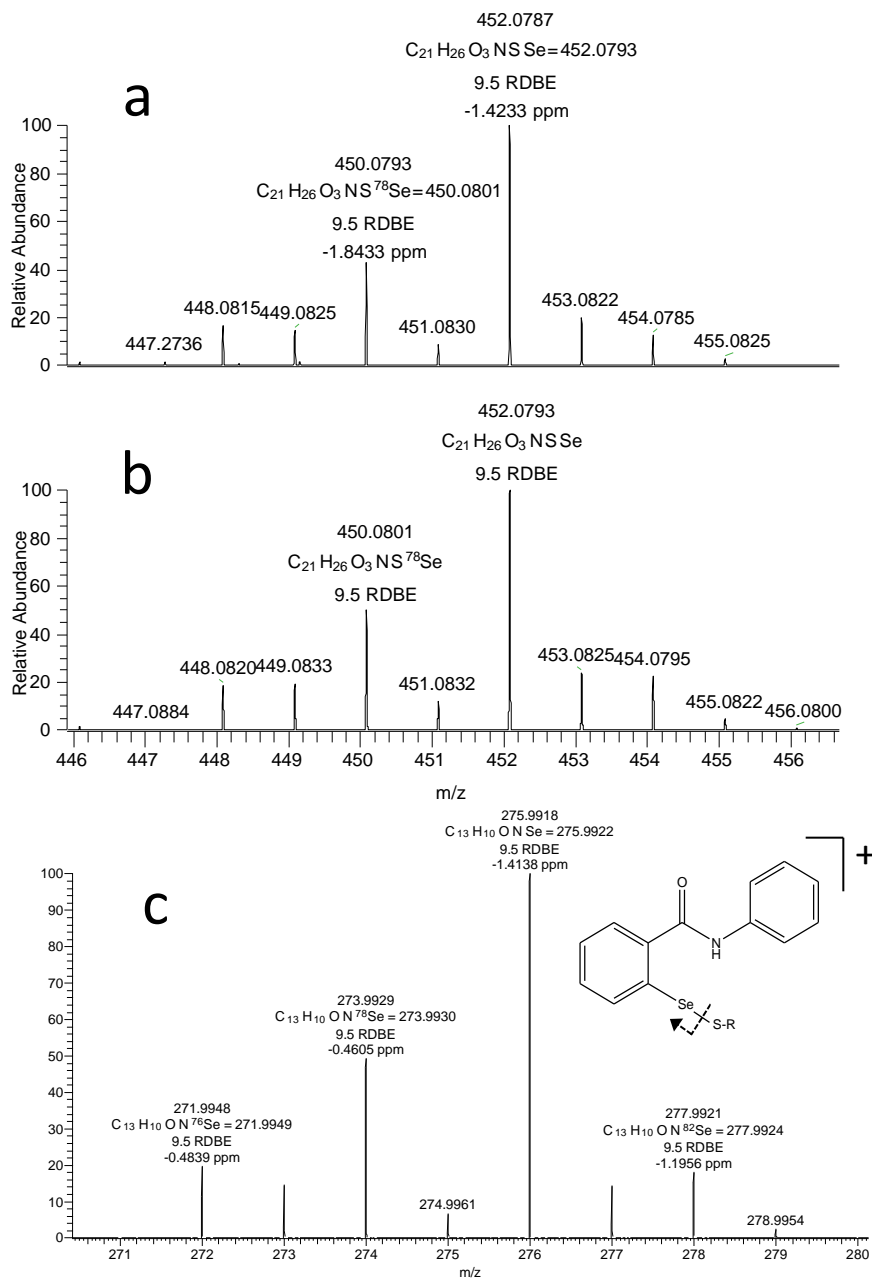 452.0787
C21 H26 O3 NS Se=452.0793
9.5 RDBE
-1.4233 ppm
a
450.0793
C21 H26 O3 NS 78Se=450.0801
9.5 RDBE
-1.8433 ppm
448.0815 449.0825
447.2736
451.0830
453.0822
454.0785
455.0825
Relative Abundance
100
80
60
40
20
0
452.0793
C21 H26 O3 NS Se
9.5 RDBE
b
450.0801
C21 H26 O3 NS 78Se
9.5 RDBE
448.0820 449.0833
447.0884
451.0832
453.0825 454.0795
455.0822
456.0800
Relative Abundance
100
80
60
40
20
0
446 447 448 449 450 451 452 453 454 455 456
m/z
275.9918
C13 H10 O N Se = 275.9922
9.5 RDBE
-1.4138 ppm
c
273.9929
C13 H10 O N 78Se = 273.9930
9.5 RDBE
-0.4605 ppm
271.9948
C13 H10 O N 76Se = 271.9949
9.5 RDBE
-0.4839 ppm
277.9921
C13 H10 O N 82Se = 277.9924
9.5 RDBE
-1.1956 ppm
274.9961
278.9954
+
O
N
H
Se
S-R
100
90
80
70
60
50
40
30
20
10
0
271 272 273 274 275 276 277 278 279 280
m/z